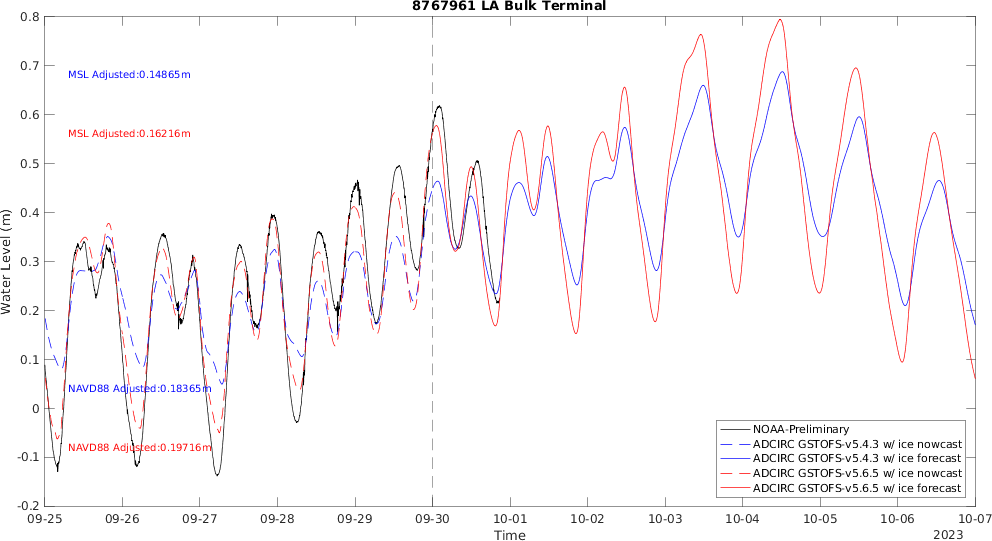 8767961 LA Bulk Terminal
0.8
0.7
0.6
0.5
0.4
0.3
0.2
0.1
0
-0.1
-0.2
Water Level (m)
MSL Adjusted:0.14865m
MSL Adjusted:0.16216m
NAVD88 Adjusted:0.18365m
NAVD88 Adjusted:0.19716m
NOAA-Preliminary
ADCIRC GSTOFS-v5.4.3 w/ ice nowcast
ADCIRC GSTOFS-v5.4.3 w/ ice forecast
ADCIRC GSTOFS-v5.6.5 w/ ice nowcast
ADCIRC GSTOFS-v5.6.5 w/ ice forecast
09-25 09-26 09-27 09-28 09-29 09-30 10-01 10-02 10-03 10-04 10-05 10-06 10-07
Time
2023